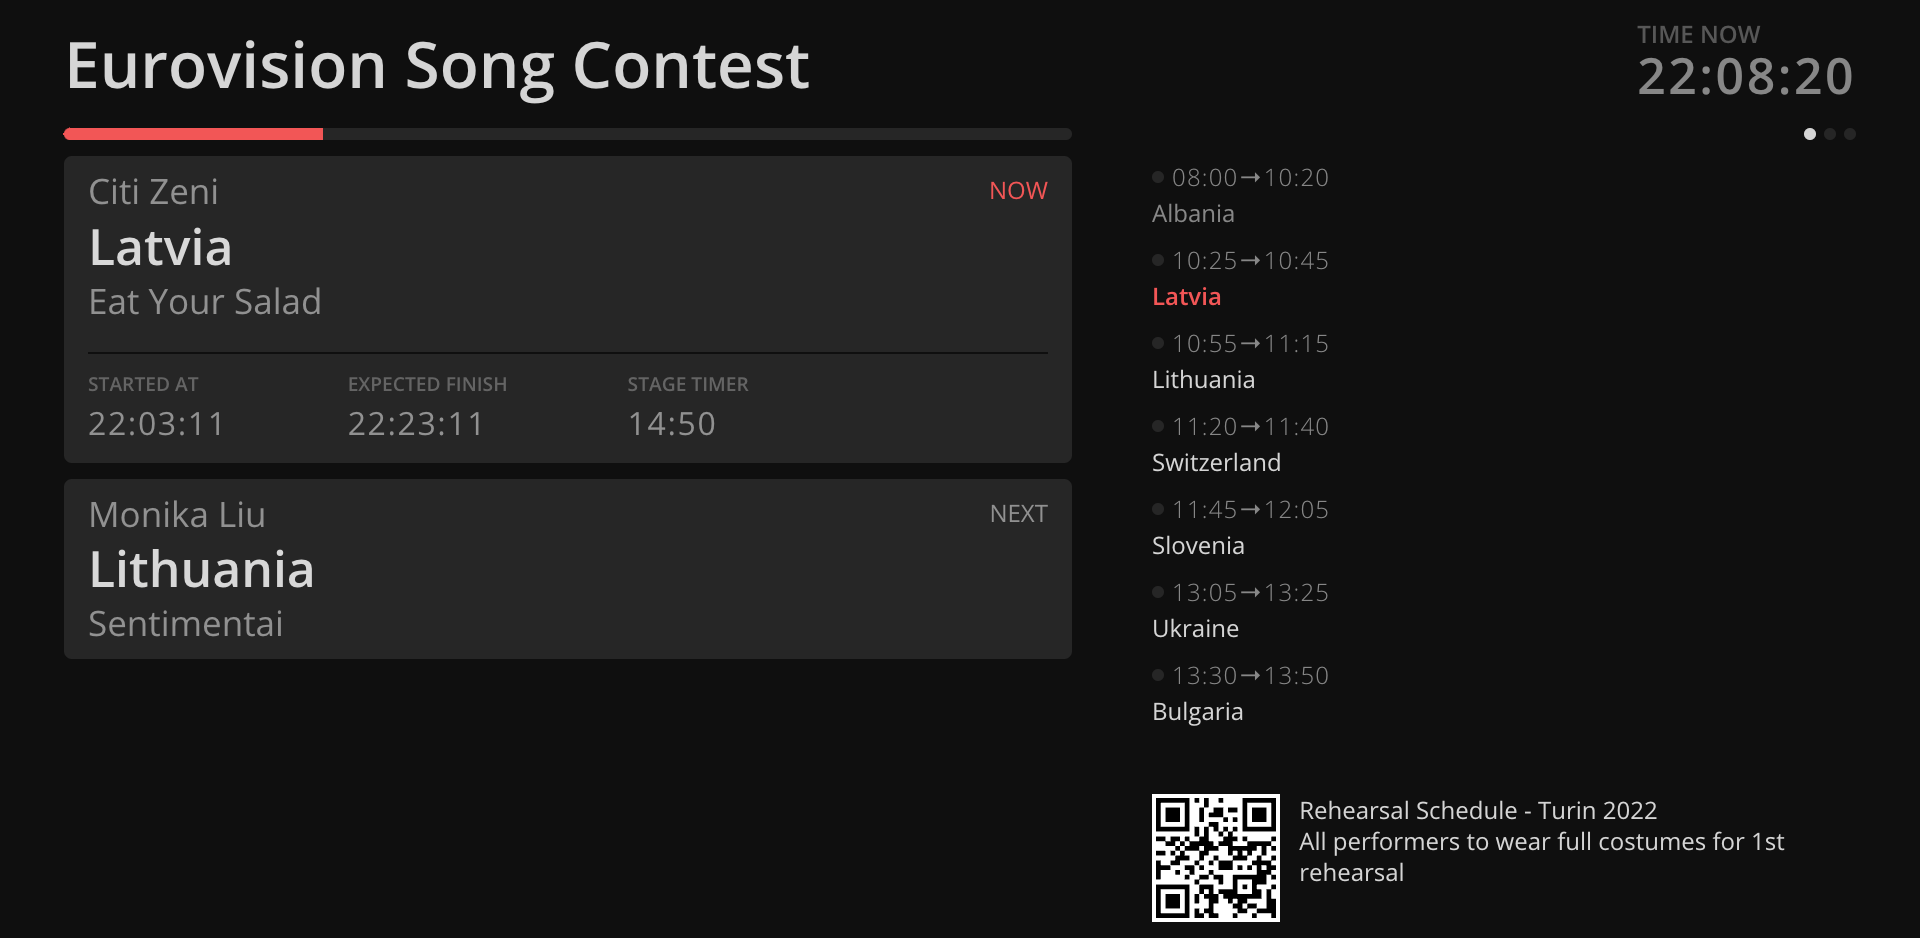 Eurovision Song Contest
TIME NOW
22:08:20
Citi Zeni
NOW
Latvia
Eat Your Salad
STARTED AT
22:03:11
EXPECTED FINISH
22:23:11
STAGE TIMER
14:50
Monika Liu
NEXT
Lithuania
Sentimentai
08:00→10:20
Albania
10:25→10:45
Latvia
10:55→11:15
Lithuania
11:20→11:40
Switzerland
11:45→12:05
Slovenia
13:05→13:25
Ukraine
13:30→13:50
Bulgaria
Rehearsal Schedule - Turin 2022
All performers to wear full costumes for 1st
rehearsal